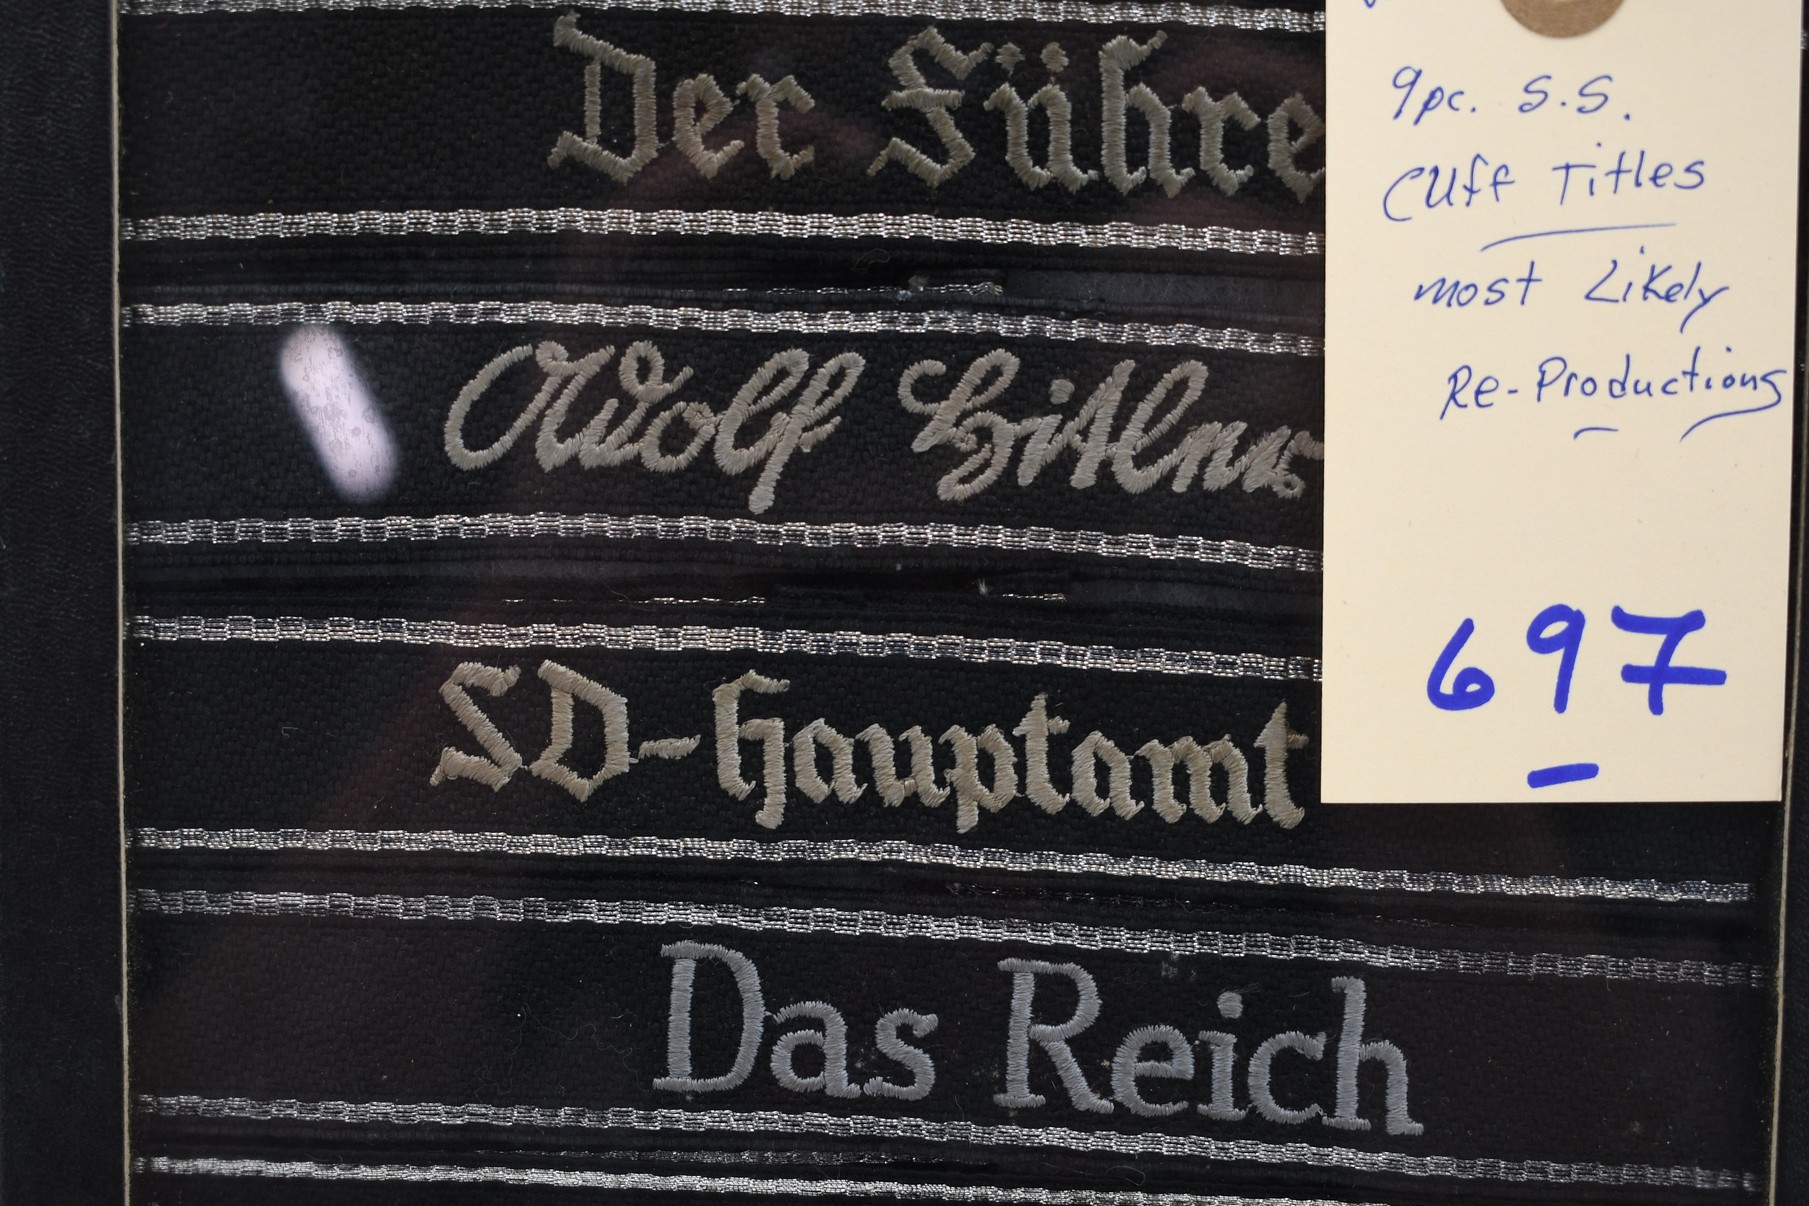 Der Führe
Adolf Hitler
SD-Hauptamt
Das Reich
9pc. S.S.
Cuff Titles
most Likely
Re-Productions
697